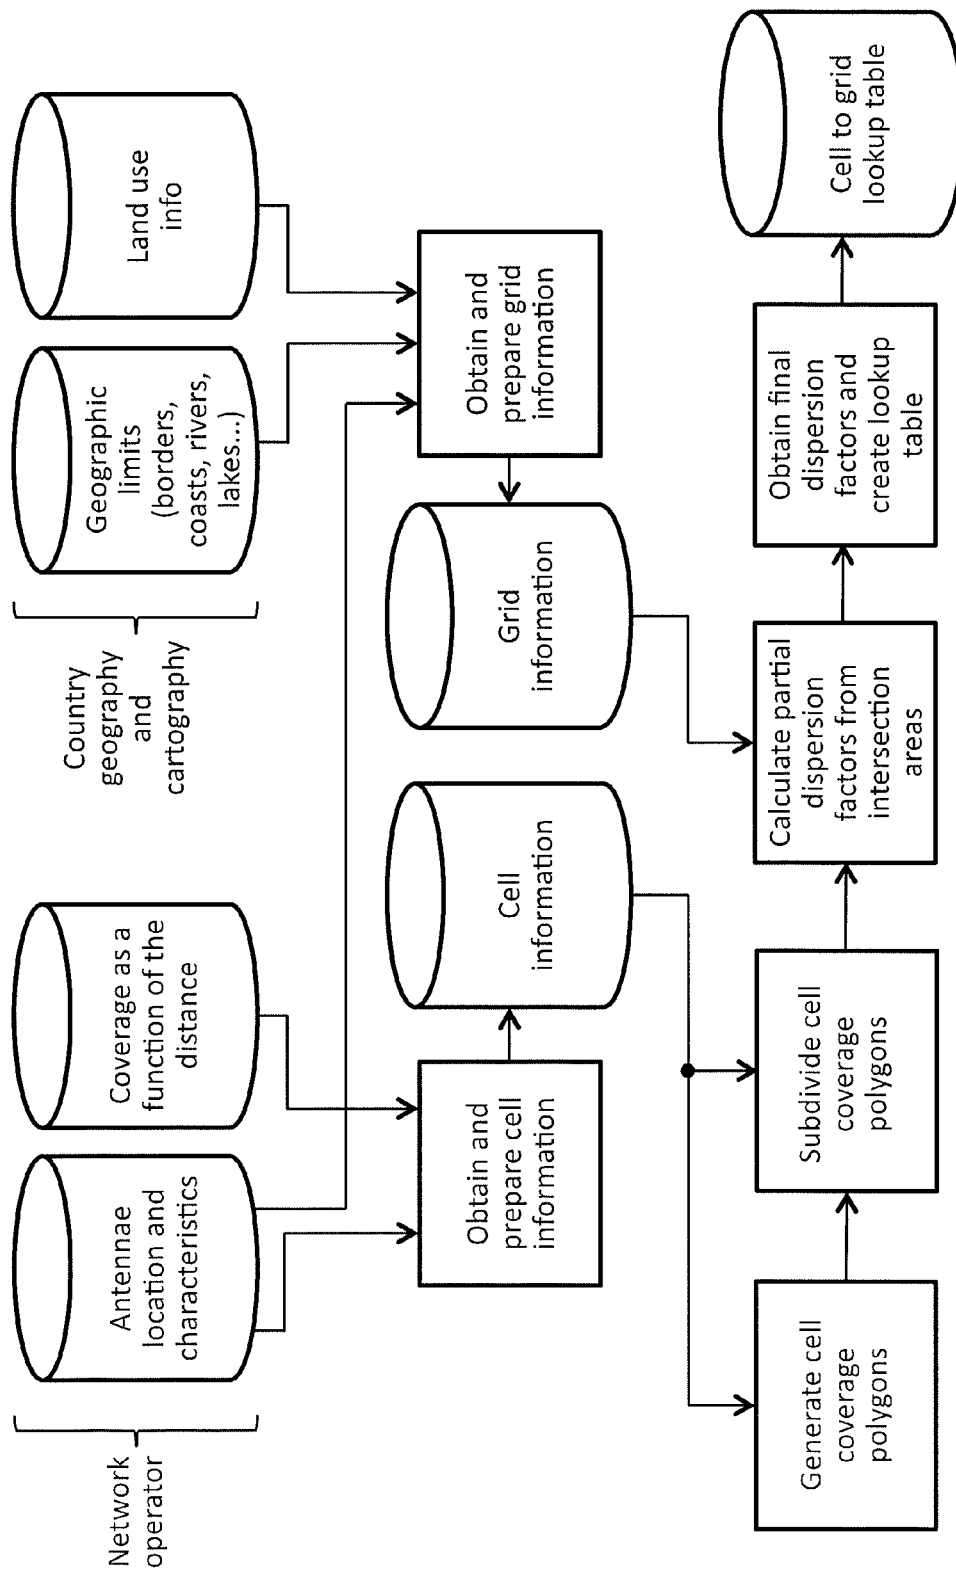 Network
operator
Antennae
location and
characteristics
Coverage as a
function of the
distance
Country
geography
and
cartography
Geographic
limits
(borders,
coasts, rivers,
lakes...)
Land use
info
Obtain and
prepare cell
information
Cell
information
Grid
information
Obtain and
prepare grid
information
Generate cell
coverage
polygons
Subdivide cell
coverage
polygons
Calculate partial
dispersion
factors from
intersection
areas
Obtain final
dispersion
factors and
create lookup
table
Cell to grid
lookup table